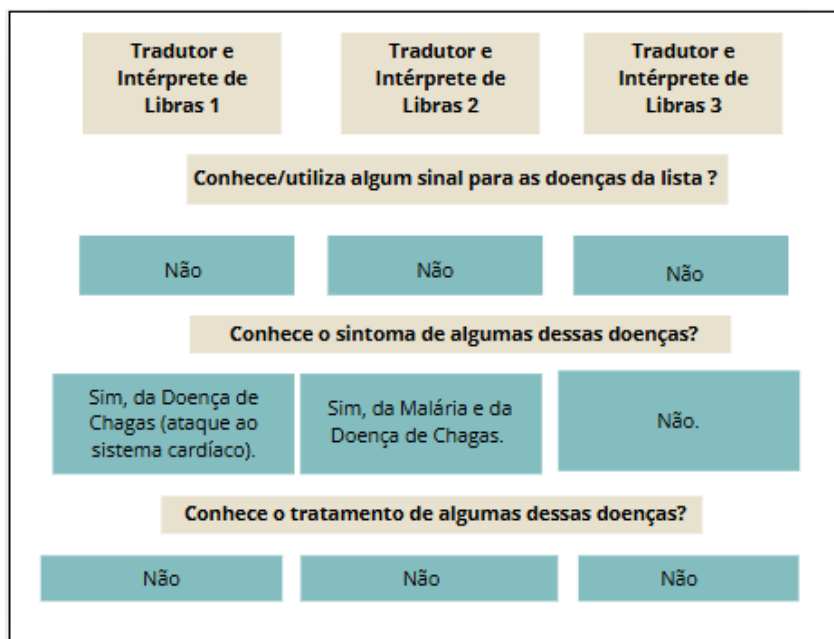 Tradutor e
Intérprete de
Libras 1
Tradutor e
Intérprete de
Libras 2
Tradutor e
Intérprete de
Libras 3
Conhece/utiliza algum sinal para as doenças da lista ?
Não
Não
Não
Conhece o sintoma de algumas dessas doenças?
Sim, da Doença de
Chagas (ataque ao
sistema cardíaco).
Sim, da Malária e da
Doença de Chagas.
Não.
Conhece o tratamento de algumas dessas doenças?
Não
Não
Não